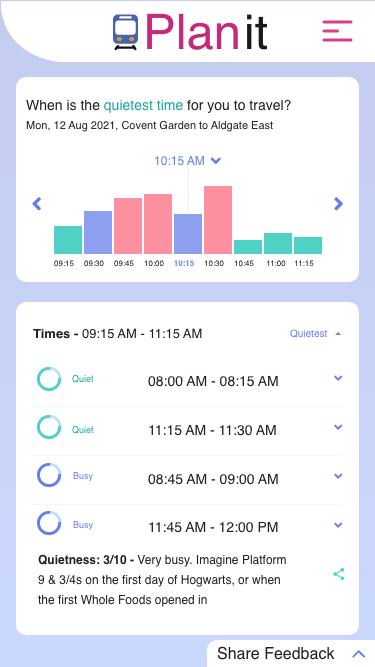 Planit
When is the quietest time for you to travel?
Mon, 12 Aug 2021, Covent Garden to Aldgate East
10:15 AM
09:15 09:30 09:45 10:00 10:15 10:30 10:45 11:00 11:15
Times - 09:15 AM - 11:15 AM Quietest
Quiet 08:00 AM - 08:15 AM
Quiet 11:15 AM - 11:30 AM
Busy 08:45 AM - 09:00 AM
Busy 11:45 AM - 12:00 PM
Quietness: 3/10 - Very busy. Imagine Platform
9 & 3/4s on the first day of Hogwarts, or when
the first Whole Foods opened in
Share Feedback